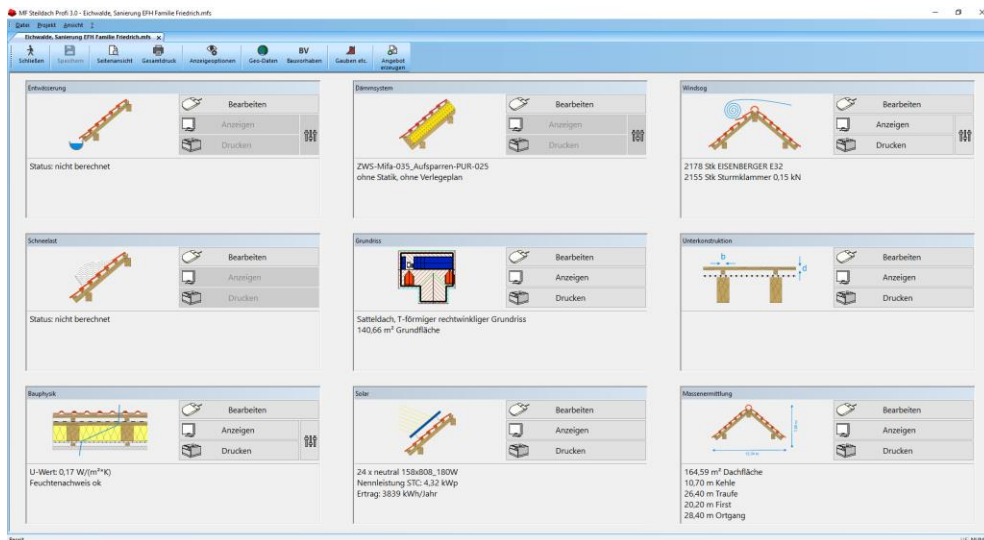 MF Steildach Profi 3.0 - Eichwalde, Sanierung EFH Familie Friedrich.mfs
Datei Projekt Ansicht ?
Eichwalde, Sanierung EFH Familie Friedrich.mfs x
Schließen Speichern Seitenansicht Gesamtdruck Anzeigeoptionen Geo-Daten BV Bauvorhaben Gauben etc. Angebot erzeugen
Entwässerung
Bearbeiten
Anzeigen
Drucken
Status: nicht berechnet
Dämmsystem
Bearbeiten
Anzeigen
Drucken
ZWS-Mifa-035_Aufsparren-PUR-025
ohne Statik, ohne Verlegeplan
Windsog
Bearbeiten
Anzeigen
Drucken
2178 Stk EISENBERGER E32
2155 Stk Sturmklammer 0,15 kN
Schneelast
Bearbeiten
Anzeigen
Drucken
Status: nicht berechnet
Grundriss
Bearbeiten
Anzeigen
Drucken
Satteldach, T-förmiger rechtwinkliger Grundriss
140,66 m² Grundfläche
Unterkonstruktion
b
d
Bearbeiten
Anzeigen
Drucken
Bauphysik
Bearbeiten
Anzeigen
Drucken
U-Wert: 0,17 W/(m²*K)
Feuchtenachweis ok
Solar
Bearbeiten
Anzeigen
Drucken
24 x neutral 158x808_180W
Nennleistung STC: 4,32 kWp
Ertrag: 3839 kWh/Jahr
Massenermittlung
Bearbeiten
Anzeigen
Drucken
164,59 m² Dachfläche
10,70 m Kehle
26,40 m Traufe
20,20 m First
28,40 m Ortgang